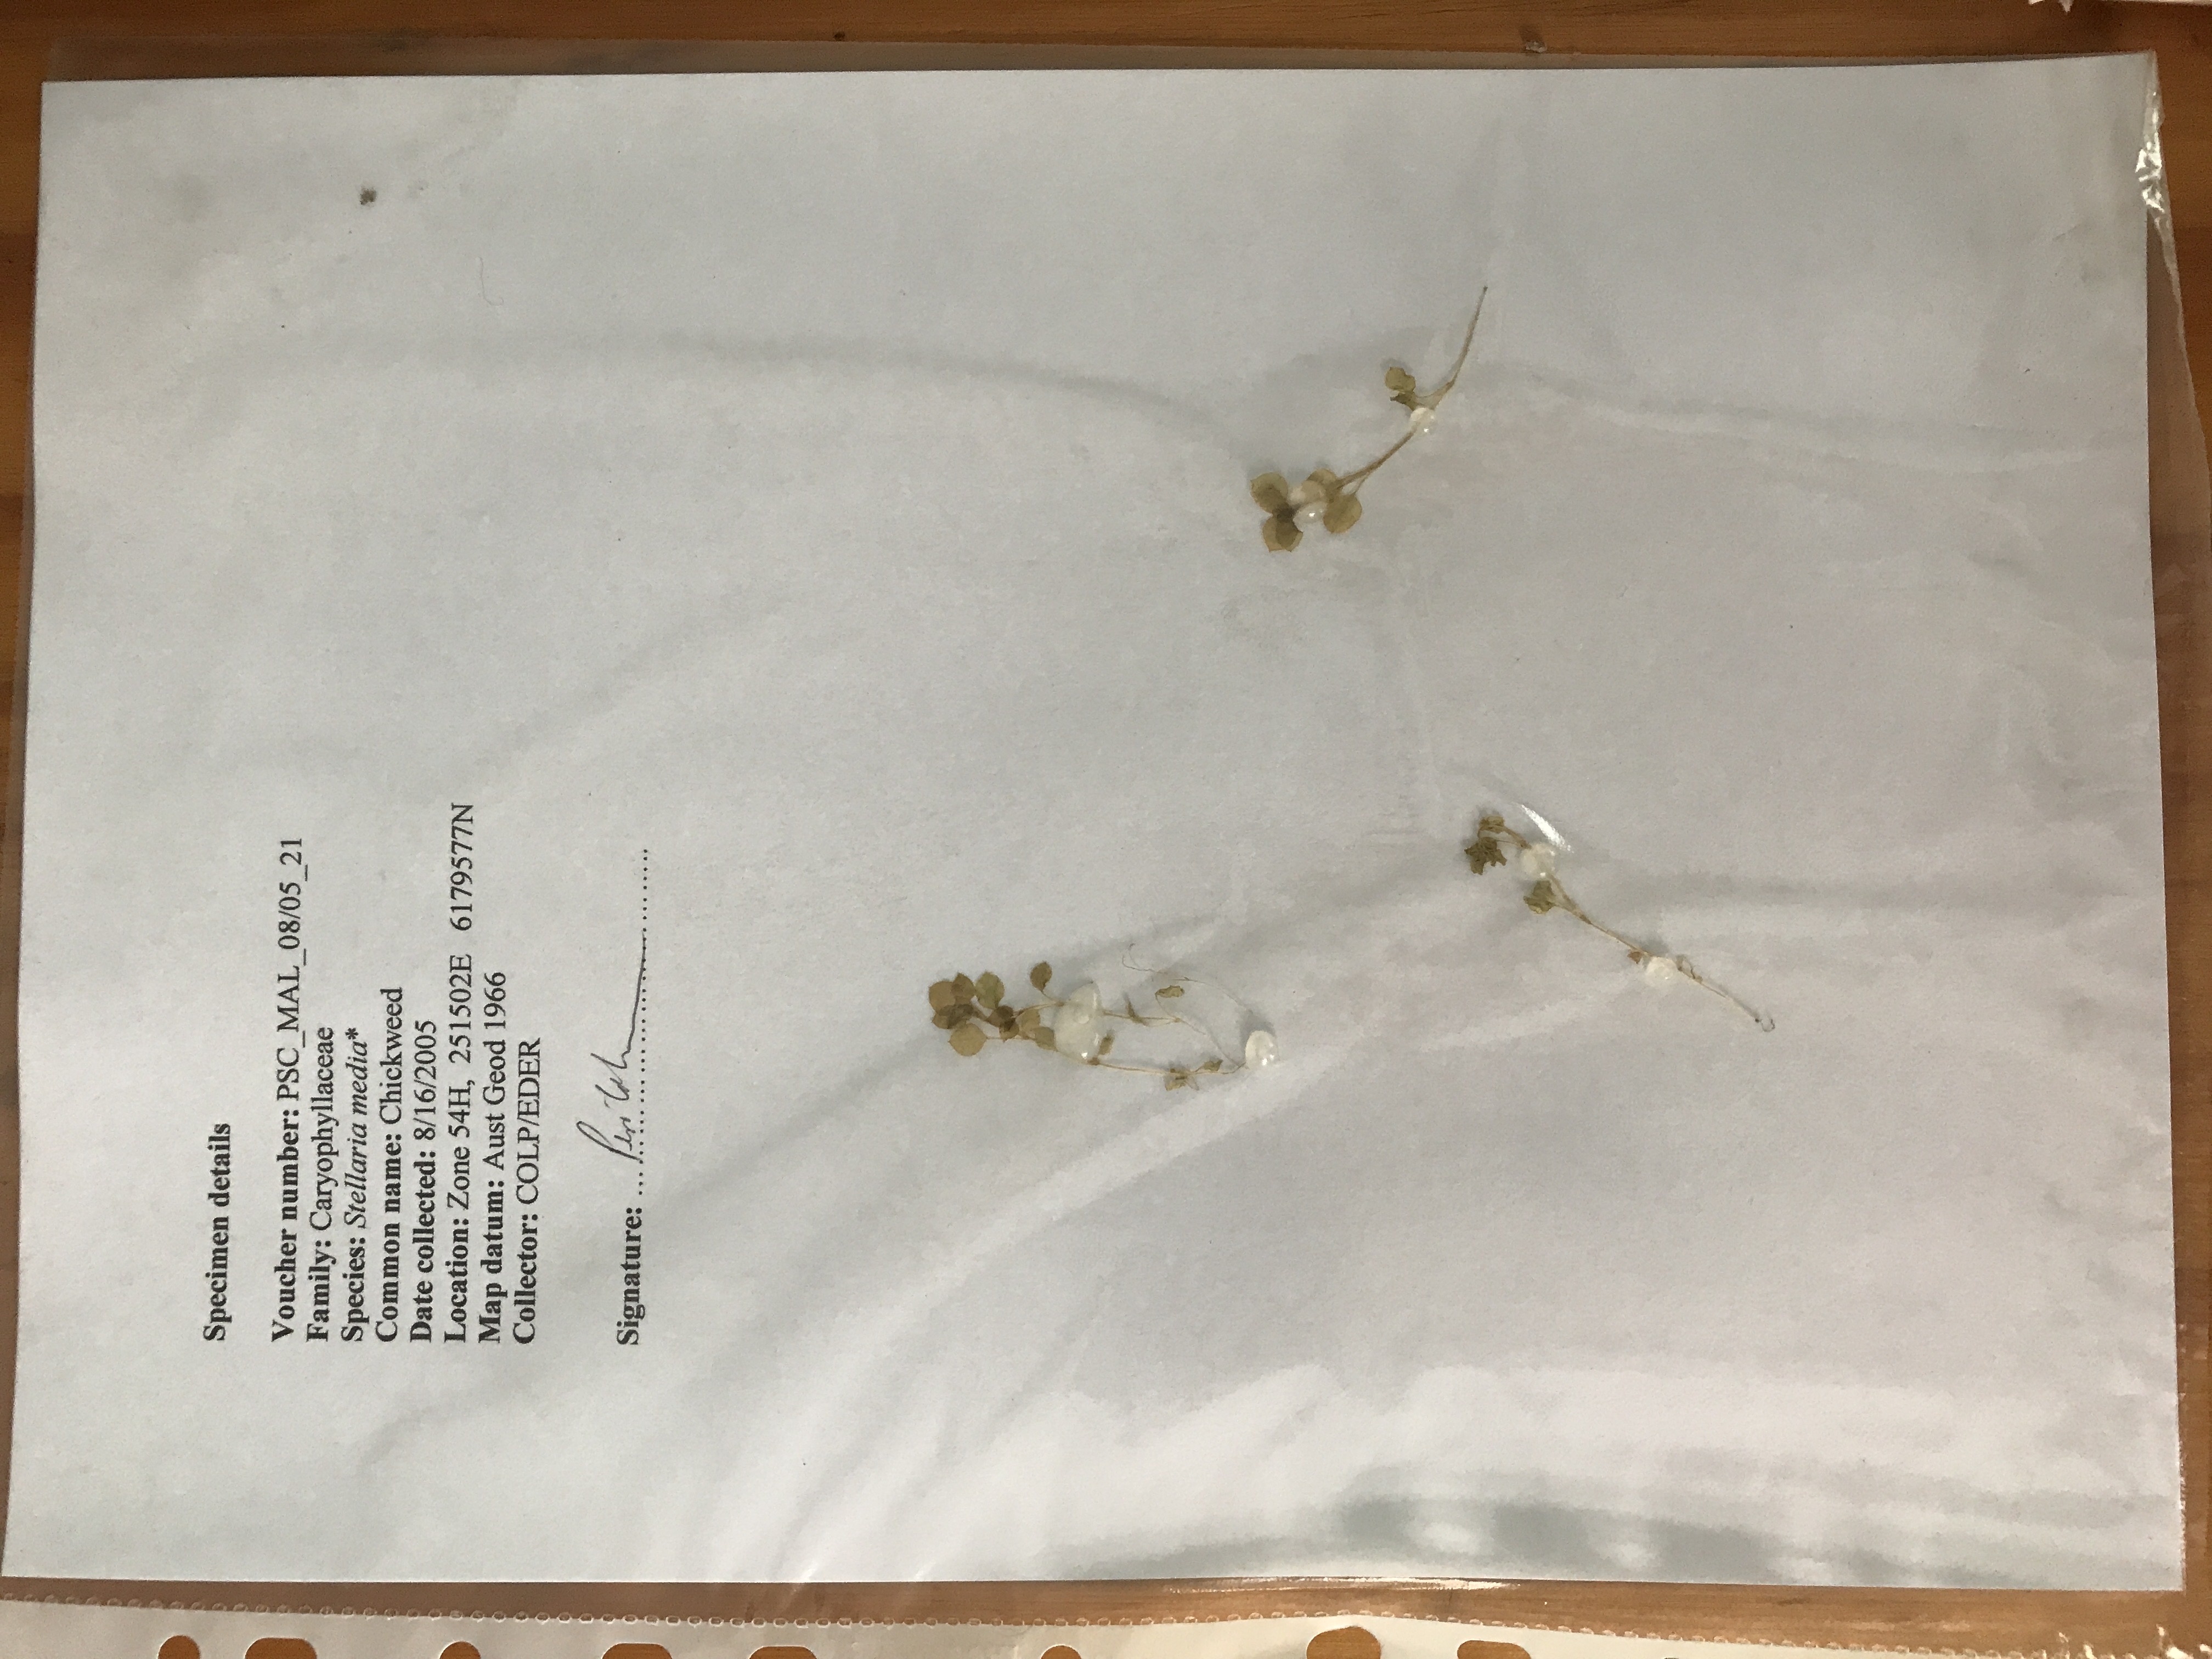 Specimen details
Voucher number: PSC_MAL_08/05_21
Family: Caryophyllaceae
Species: Stellaria media*
Common name: Chickweed
Date collected: 8/16/2005
Location: Zone 54H, 251502E 6179577N
Map datum: Aust Geod 1966
Collector: COLP/EDER
Signature: